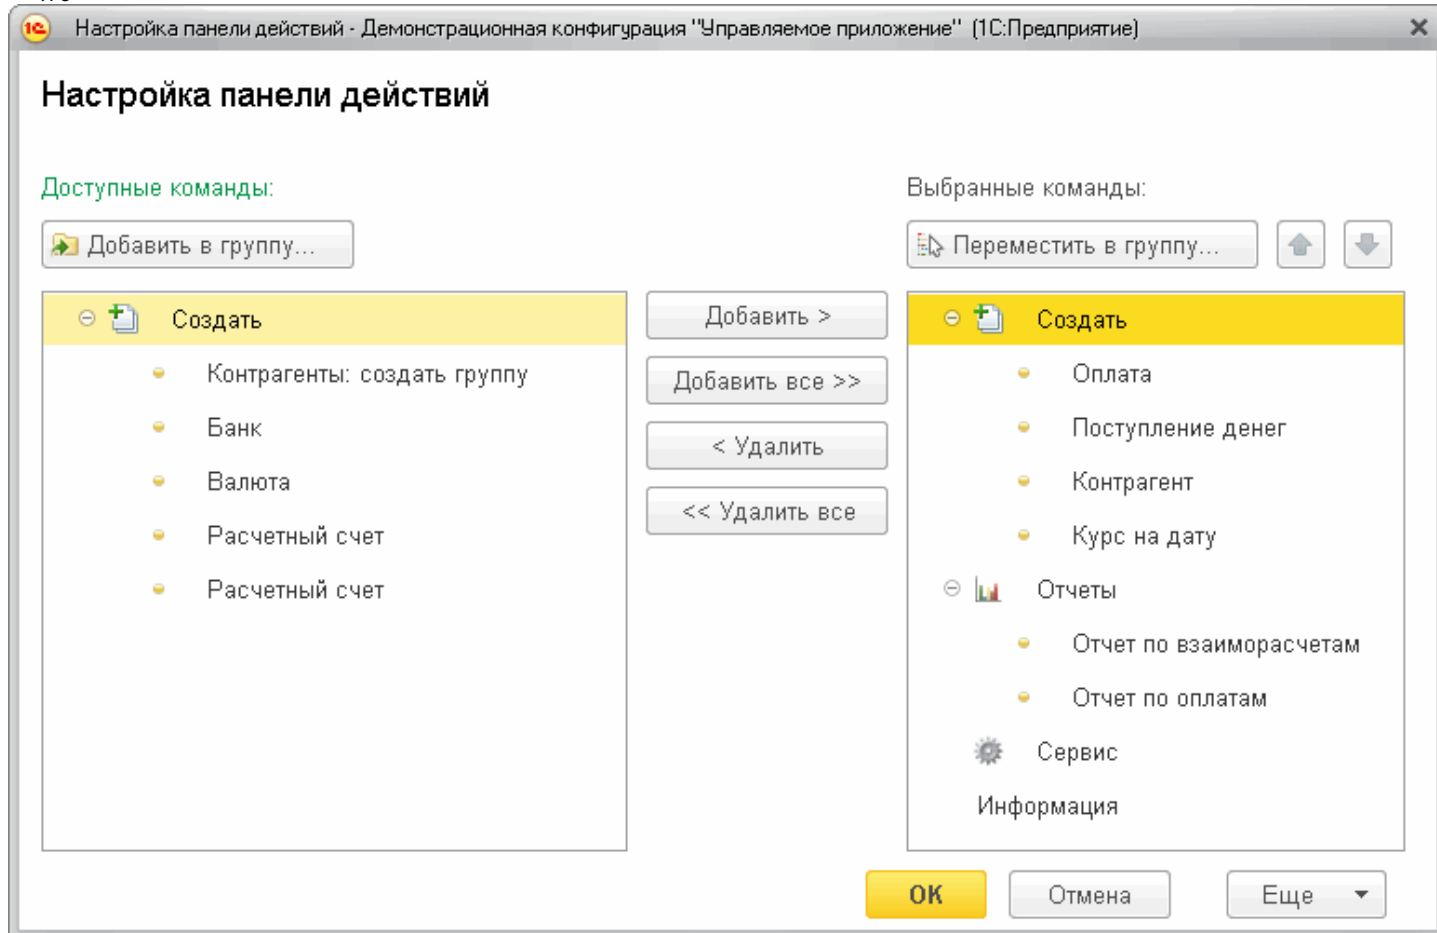 Настройка панели действий - Демонстрационная конфигурация "Управляемое приложение" (1С:Предприятие)
Настройка панели действий
Доступные команды:
Выбранные команды:
Добавить в группу...
Переместить в группу...
Создать
Контрагенты: создать группу
Банк
Валюта
Расчетный счет
Расчетный счет
Добавить >
Добавить все >>
< Удалить
<< Удалить все
Создать
Оплата
Поступление денег
Контрагент
Курс на дату
Отчеты
Отчет по взаиморасчетам
Отчет по оплатам
Сервис
Информация
ОК
Отмена
Еще